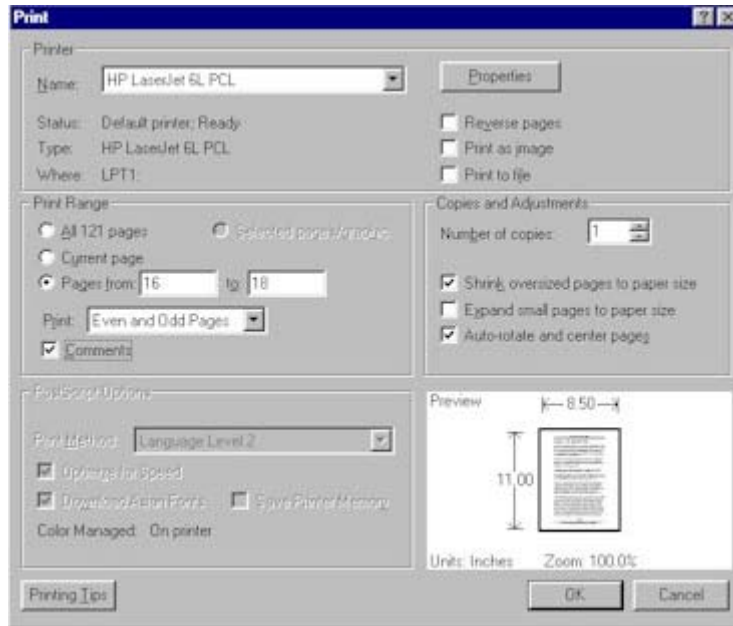 Print
Printer
Name: HP LaserJet 6L PCL
Properties
Status: Default printer; Ready
Type: HP LaserJet 6L PCL
Where: LPT1:
Reverse pages
Print as image
Print to file
Print Range
All 121 pages
Selected pages/graphic
Current page
Pages from: 16 to: 18
Print: Even and Odd Pages
Comments
Copies and Adjustments
Number of copies: 1
Shrink oversized pages to paper size
Expand small pages to paper size
Auto-rotate and center pages
PostScript Options
Print Method: Language Level 2
Optimize for Speed
Download Asian Fonts
Save Printer Memory
Color Managed: On printer
Preview
8.50
11.00
Units: Inches Zoom: 100.0%
Printing Tips
OK
Cancel